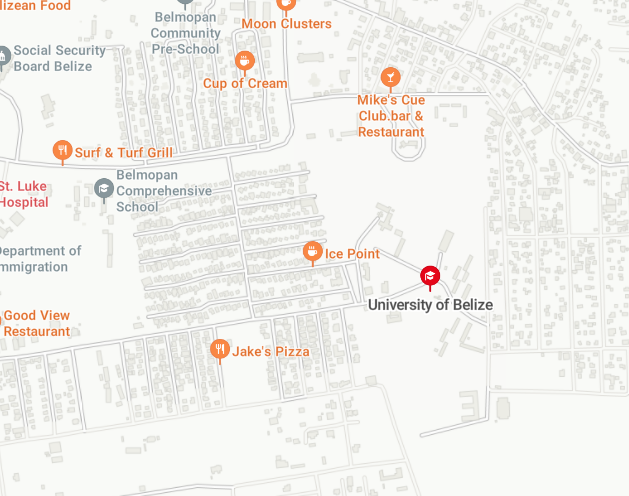 lizean Food
Belmopan
Community
Pre-School
Moon Clusters
Social Security
Board Belize
Cup of Cream
Mike's Cue
Club.bar &
Restaurant
Surf & Turf Grill
Belmopan
Comprehensive
School
St. Luke
Hospital
Department of
mmigration
Ice Point
University of Belize
Good View
Restaurant
Jake's Pizza